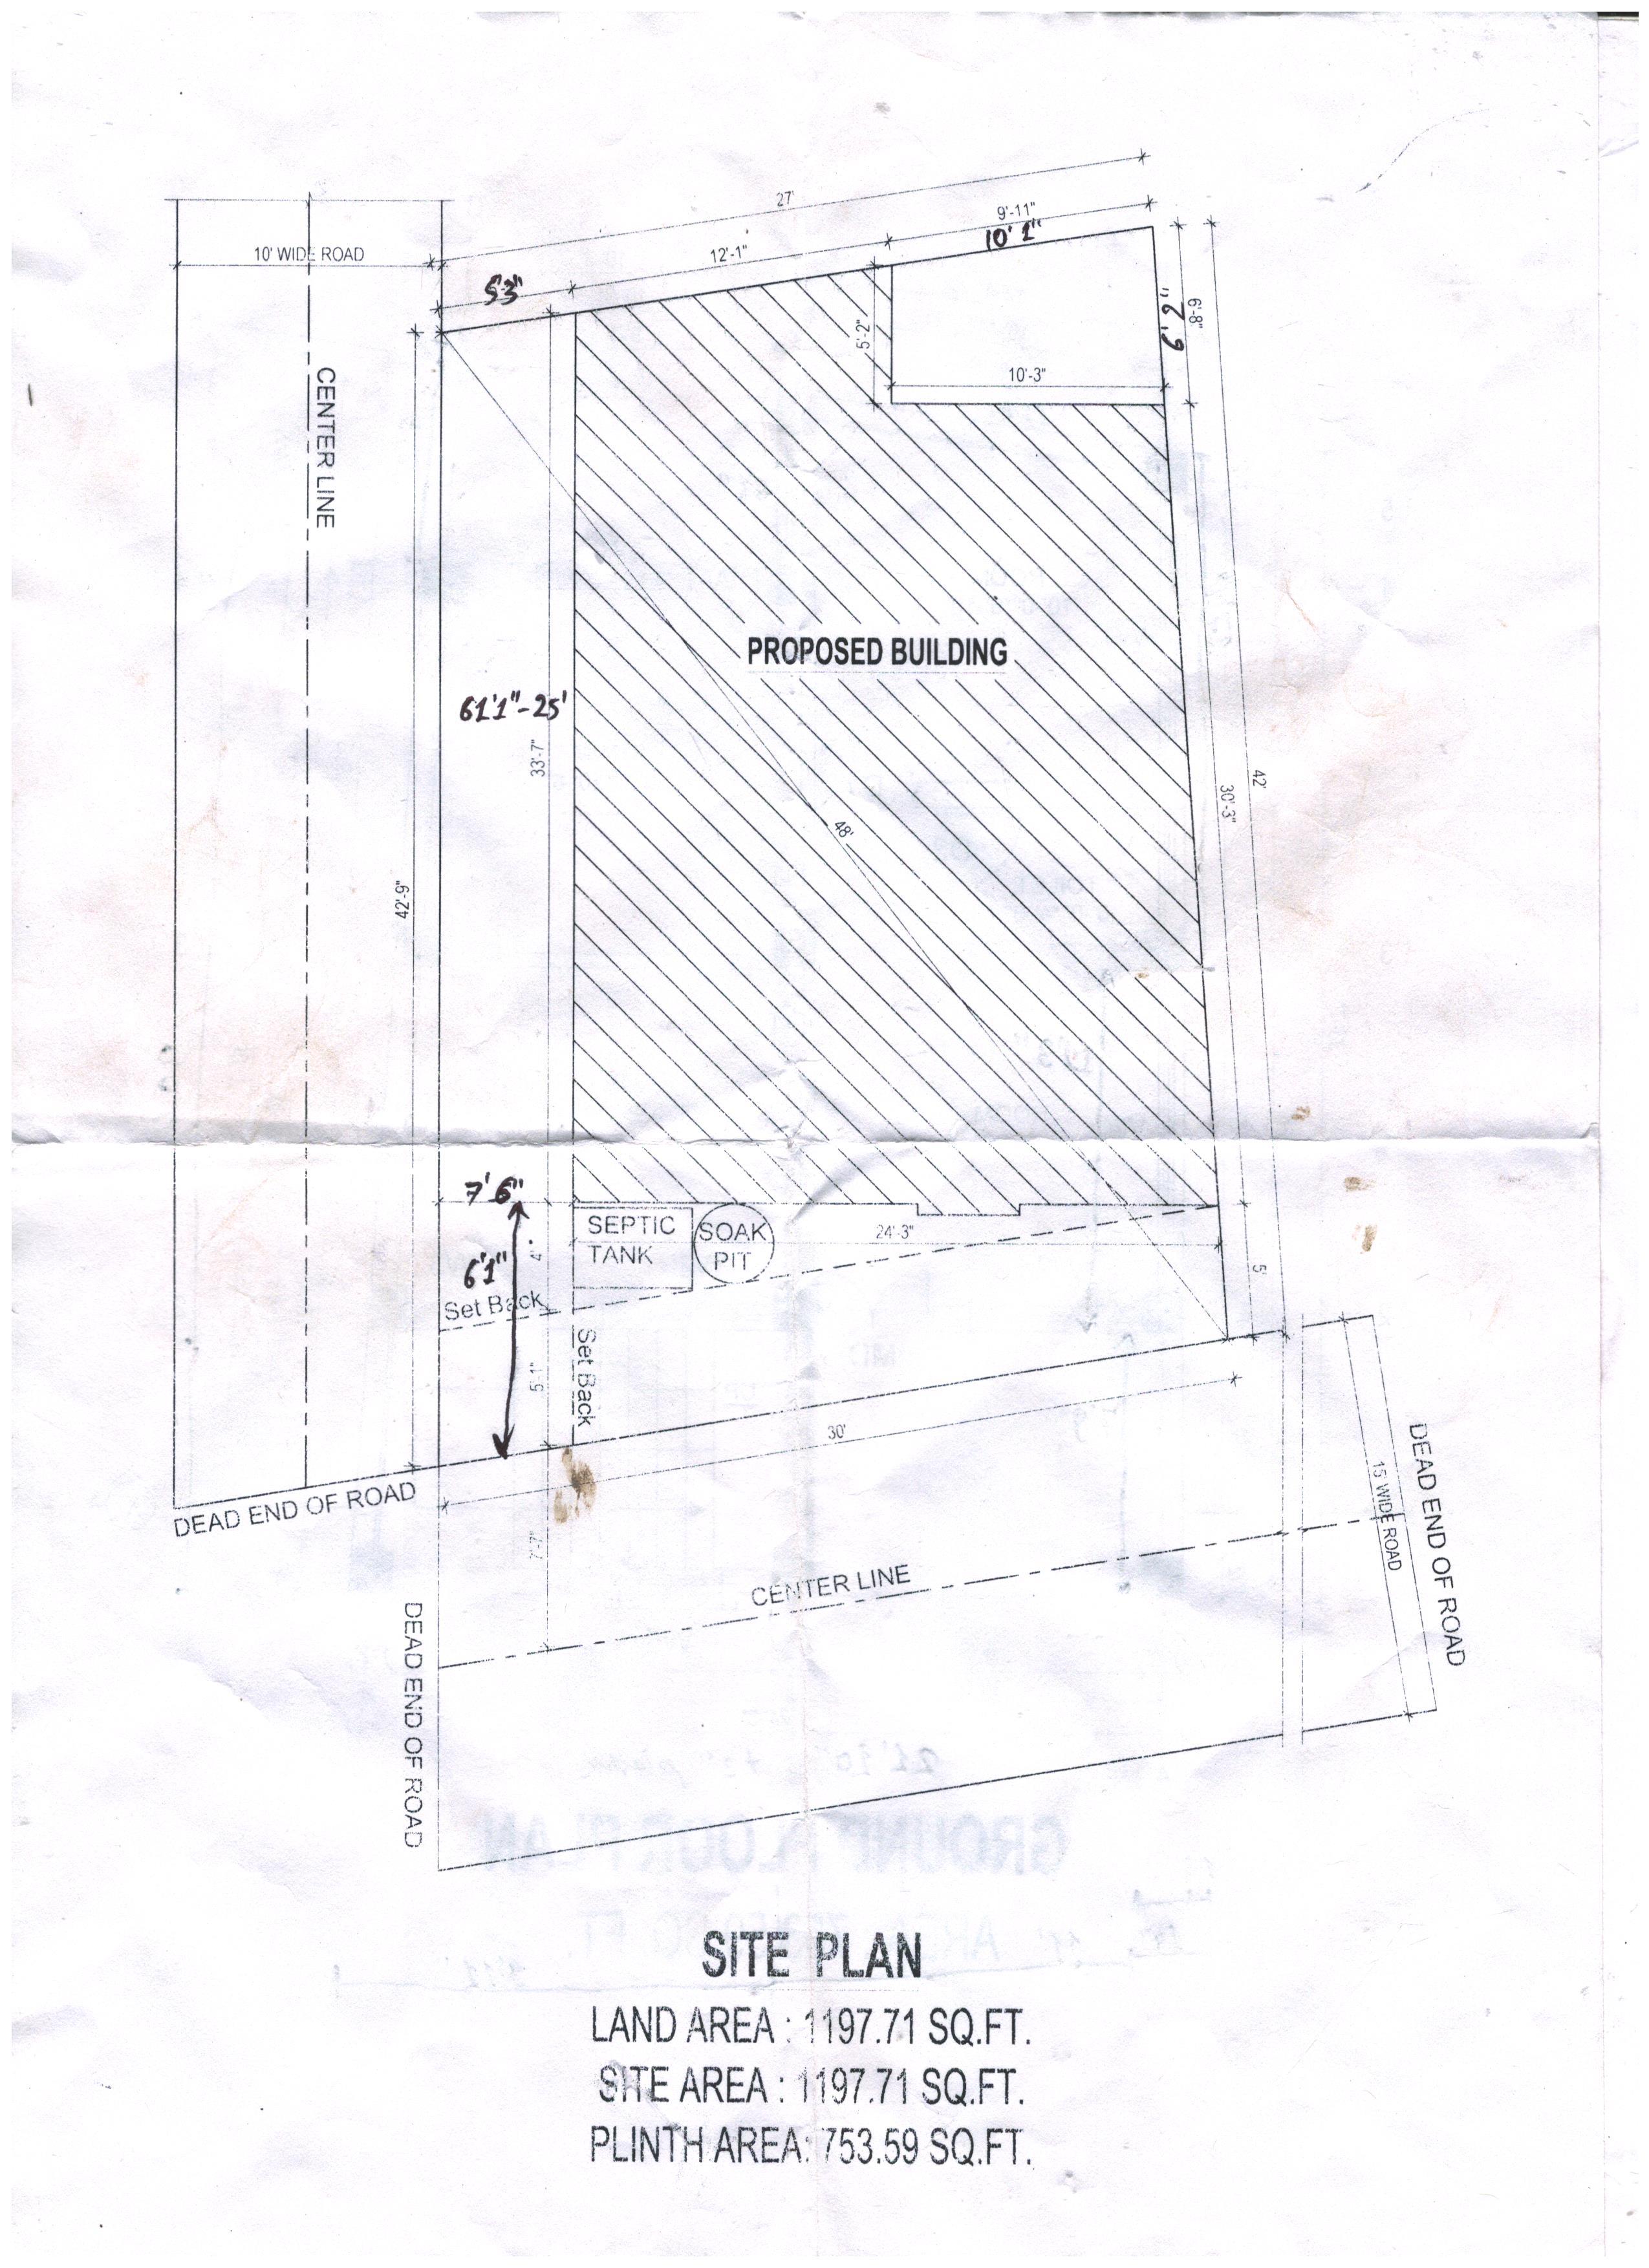 27'
9'-11"
10' 1"
12'-1"
10' WIDE ROAD
5'3"
6'-8"
6' 2"
5'-2"
10'-3"
CENTER LINE
PROPOSED BUILDING
61'1"-25'
33'-7"
42'
30'-3"
48'
42'-9"
7' 6"
SEPTIC
TANK
SOAK
PIT
24'-3"
4'
6'1"
5'
Set Back
Set Back
5'-1"
30'
DEAD END OF ROAD
15' WIDE ROAD
DEAD END OF ROAD
7'-7"
CENTER LINE
DEAD END OF ROAD
SITE PLAN
LAND AREA : 1197.71 SQ.FT.
SITE AREA : 1197.71 SQ.FT.
PLINTH AREA: 753.59 SQ.FT.